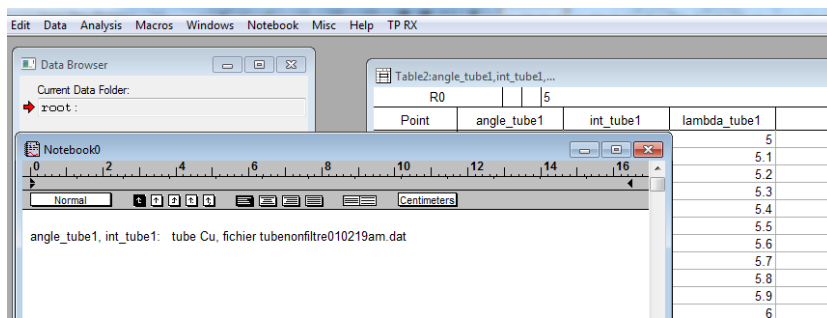 Edit Data Analysis Macros Windows Notebook Misc Help TP RX
Data Browser
Current Data Folder:
root:
Table2:angle_tube1,int_tube1,...
R0 5
Point angle_tube1 int_tube1 lambda_tube1
Notebook0
0 2 4 6 8 10 12 14 16
Normal Centimeters
angle_tube1, int_tube1: tube Cu, fichier tubenonfiltre010219am.dat
5
5.1
5.2
5.3
5.4
5.5
5.6
5.7
5.8
5.9
6